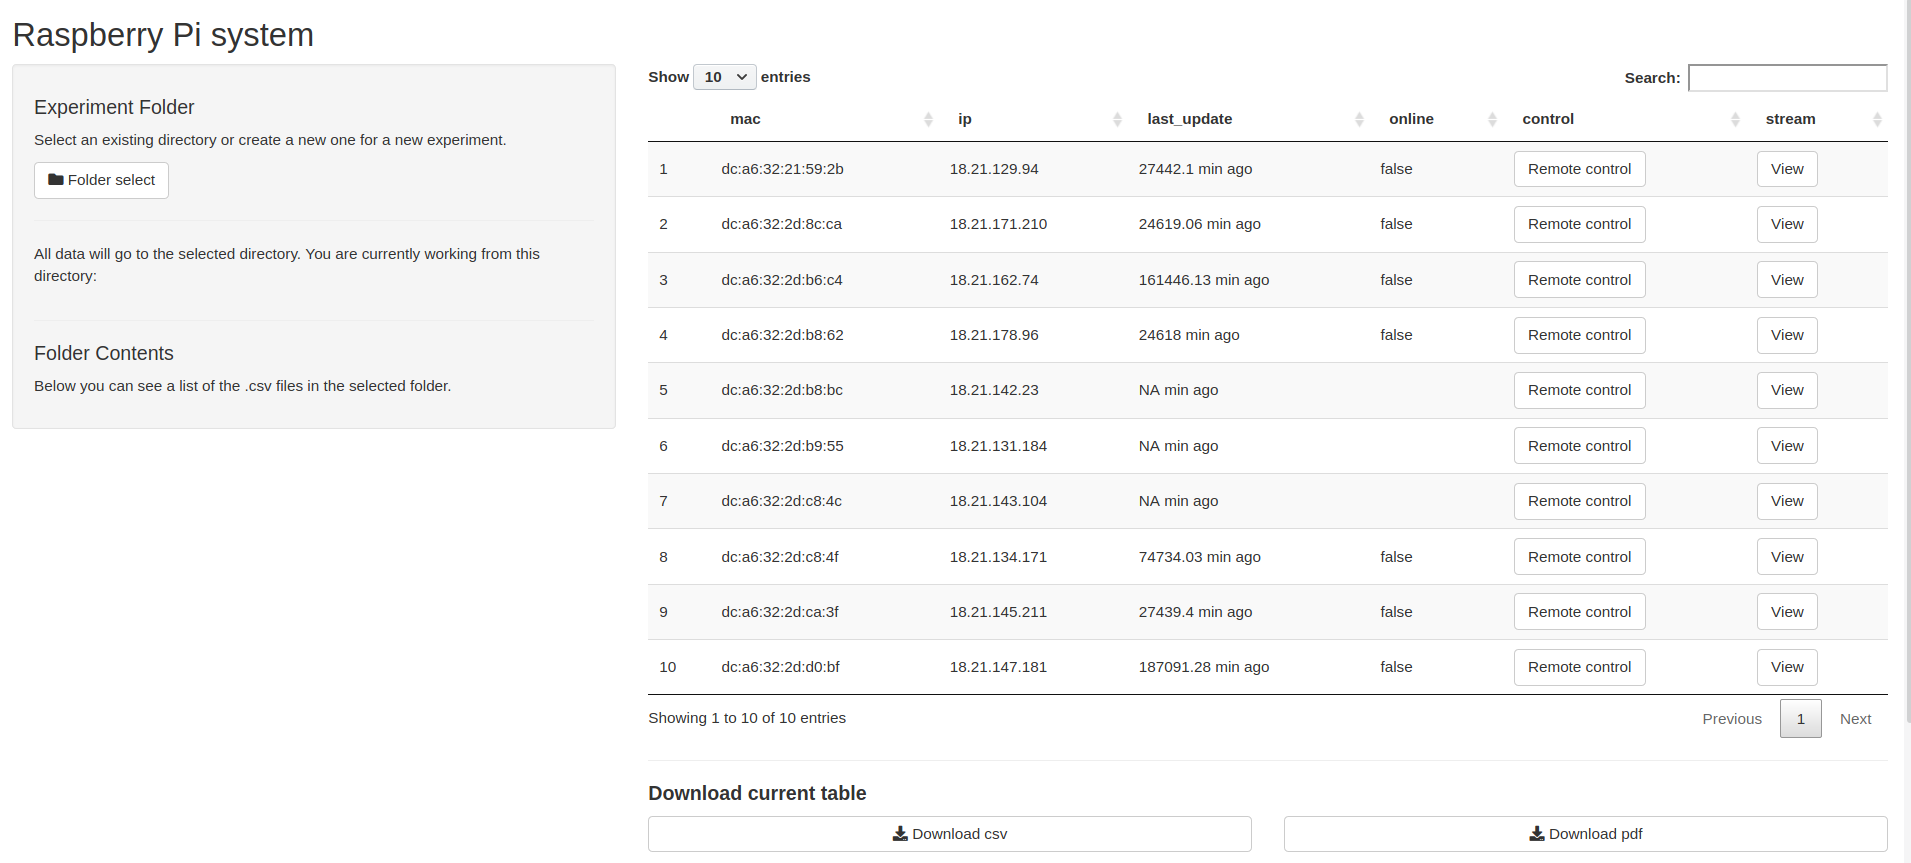 Raspberry Pi system
Experiment Folder
Select an existing directory or create a new one for a new experiment.
Folder select
All data will go to the selected directory. You are currently working from this
directory:
Folder Contents
Below you can see a list of the .csv files in the selected folder.
Show 10 entries Search:
mac ip last_update online control stream
1 dc:a6:32:21:59:2b 18.21.129.94 27442.1 min ago false Remote control View
2 dc:a6:32:2d:8c:ca 18.21.171.210 24619.06 min ago false Remote control View
3 dc:a6:32:2d:b6:c4 18.21.162.74 161446.13 min ago false Remote control View
4 dc:a6:32:2d:b8:62 18.21.178.96 24618 min ago false Remote control View
5 dc:a6:32:2d:b8:bc 18.21.142.23 NA min ago Remote control View
6 dc:a6:32:2d:b9:55 18.21.131.184 NA min ago Remote control View
7 dc:a6:32:2d:c8:4c 18.21.143.104 NA min ago Remote control View
8 dc:a6:32:2d:c8:4f 18.21.134.171 74734.03 min ago false Remote control View
9 dc:a6:32:2d:ca:3f 18.21.145.211 27439.4 min ago false Remote control View
10 dc:a6:32:2d:d0:bf 18.21.147.181 187091.28 min ago false Remote control View
Showing 1 to 10 of 10 entries Previous 1 Next
Download current table
Download csv Download pdf